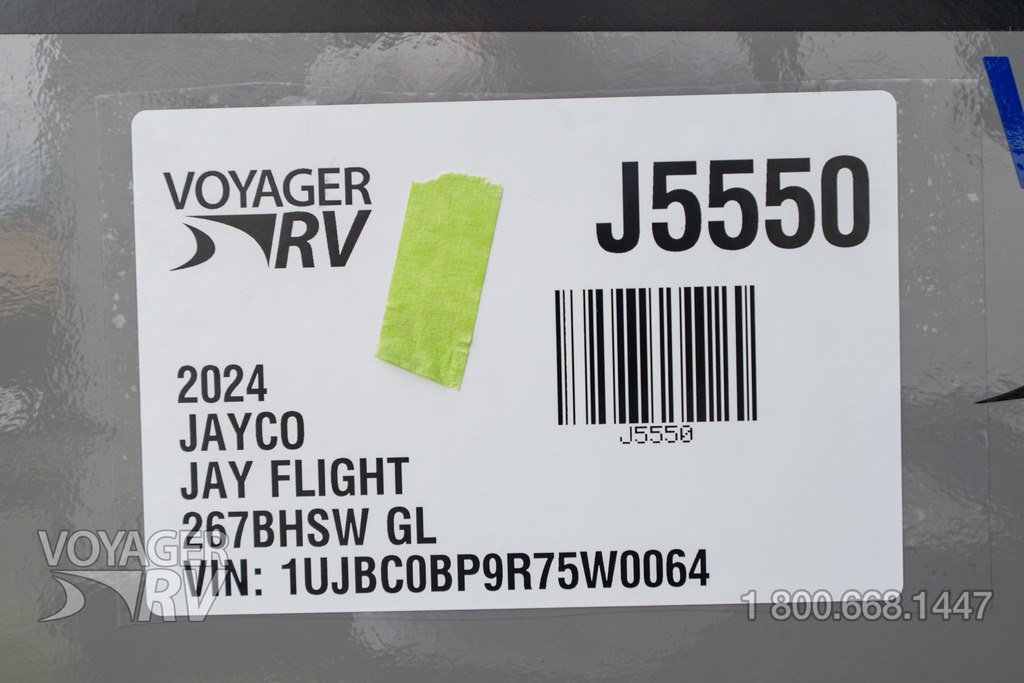 VOYAGER
RV
J5550
J5550
2024
JAYCO
JAY FLIGHT
267BHSW GL
VIN: 1UJBC0BP9R75W0064
VOYAGER
RV
1 800.668.1447